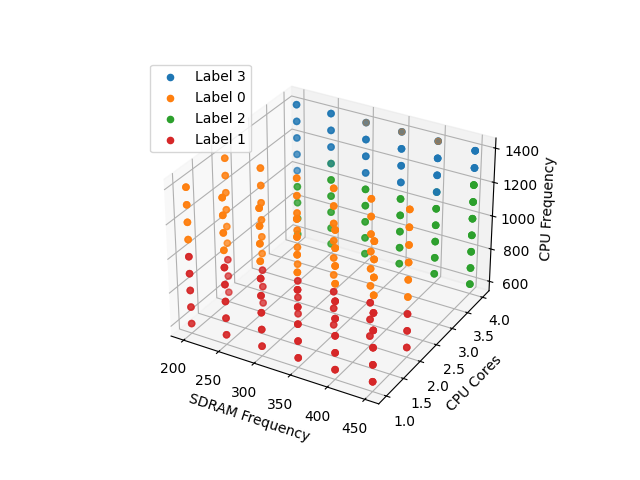 Label 3
Label 0
Label 2
Label 1
1400
1200
1000
800
600
CPU Frequency
4.0
3.5
3.0
2.5
2.0
1.5
1.0
CPU Cores
200
250
300
350
400
450
SDRAM Frequency